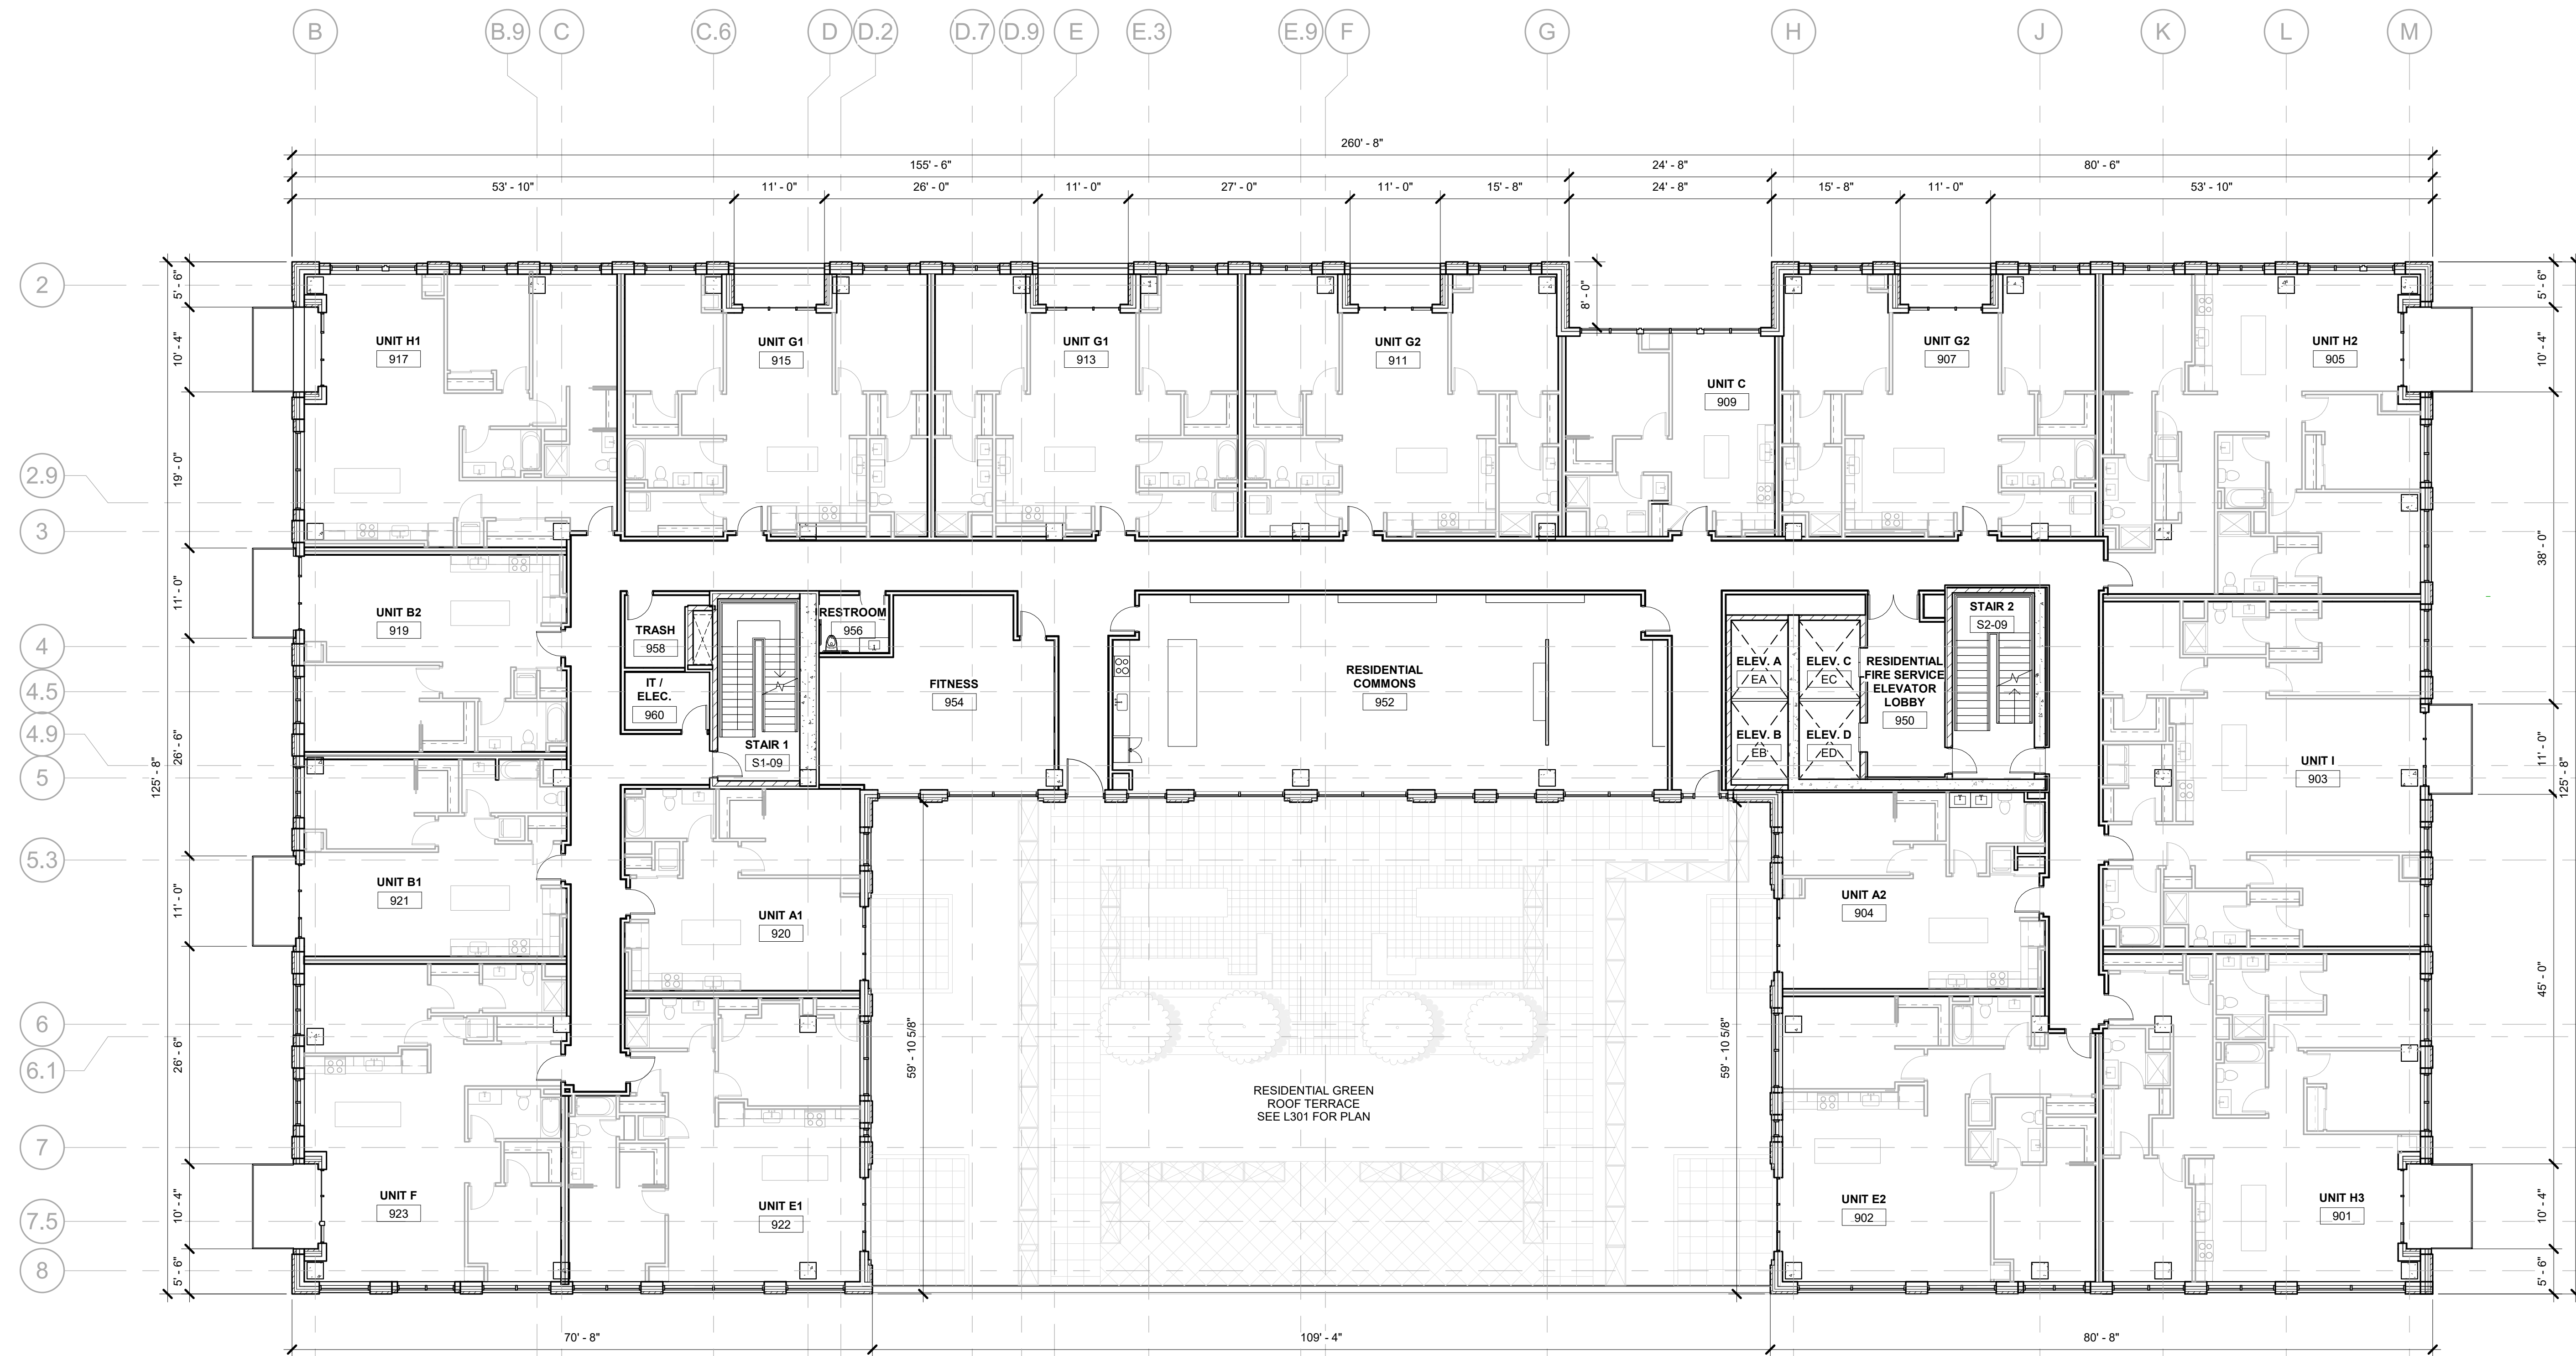 B
B.9
C
C.6
D
D.2
D.7
D.9
E
E.3
E.9
F
G
H
J
K
L
M
260' - 8"
155' - 6"
24' - 8"
80' - 6"
53' - 10"
11' - 0"
26' - 0"
11' - 0"
27' - 0"
11' - 0"
15' - 8"
24' - 8"
15' - 8"
11' - 0"
53' - 10"
2
2.9
3
4
4.5
4.9
5
5.3
6
6.1
7
7.5
8
125' - 8"
5' - 6"
10' - 4"
19' - 0"
11' - 0"
26' - 6"
11' - 0"
26' - 6"
10' - 4"
5' - 6"
8' - 0"
UNIT H1
917
UNIT G1
915
UNIT G1
913
UNIT G2
911
UNIT C
909
UNIT G2
907
UNIT H2
905
UNIT B2
919
TRASH
958
IT /
ELEC.
960
STAIR 1
S1-09
RESTROOM
956
FITNESS
954
RESIDENTIAL
COMMONS
952
ELEV. A
EA
ELEV. C
EC
ELEV. B
EB
ELEV. D
ED
RESIDENTIAL
FIRE SERVICE
ELEVATOR
LOBBY
950
STAIR 2
S2-09
UNIT I
903
UNIT B1
921
UNIT A1
920
UNIT A2
904
UNIT F
923
UNIT E1
922
59' - 10 5/8"
RESIDENTIAL GREEN
ROOF TERRACE
SEE L301 FOR PLAN
59' - 10 5/8"
UNIT E2
902
UNIT H3
901
5' - 6"
10' - 4"
38' - 0"
11' - 0"
125' - 8"
45' - 0"
10' - 4"
5' - 6"
70' - 8"
109' - 4"
80' - 8"